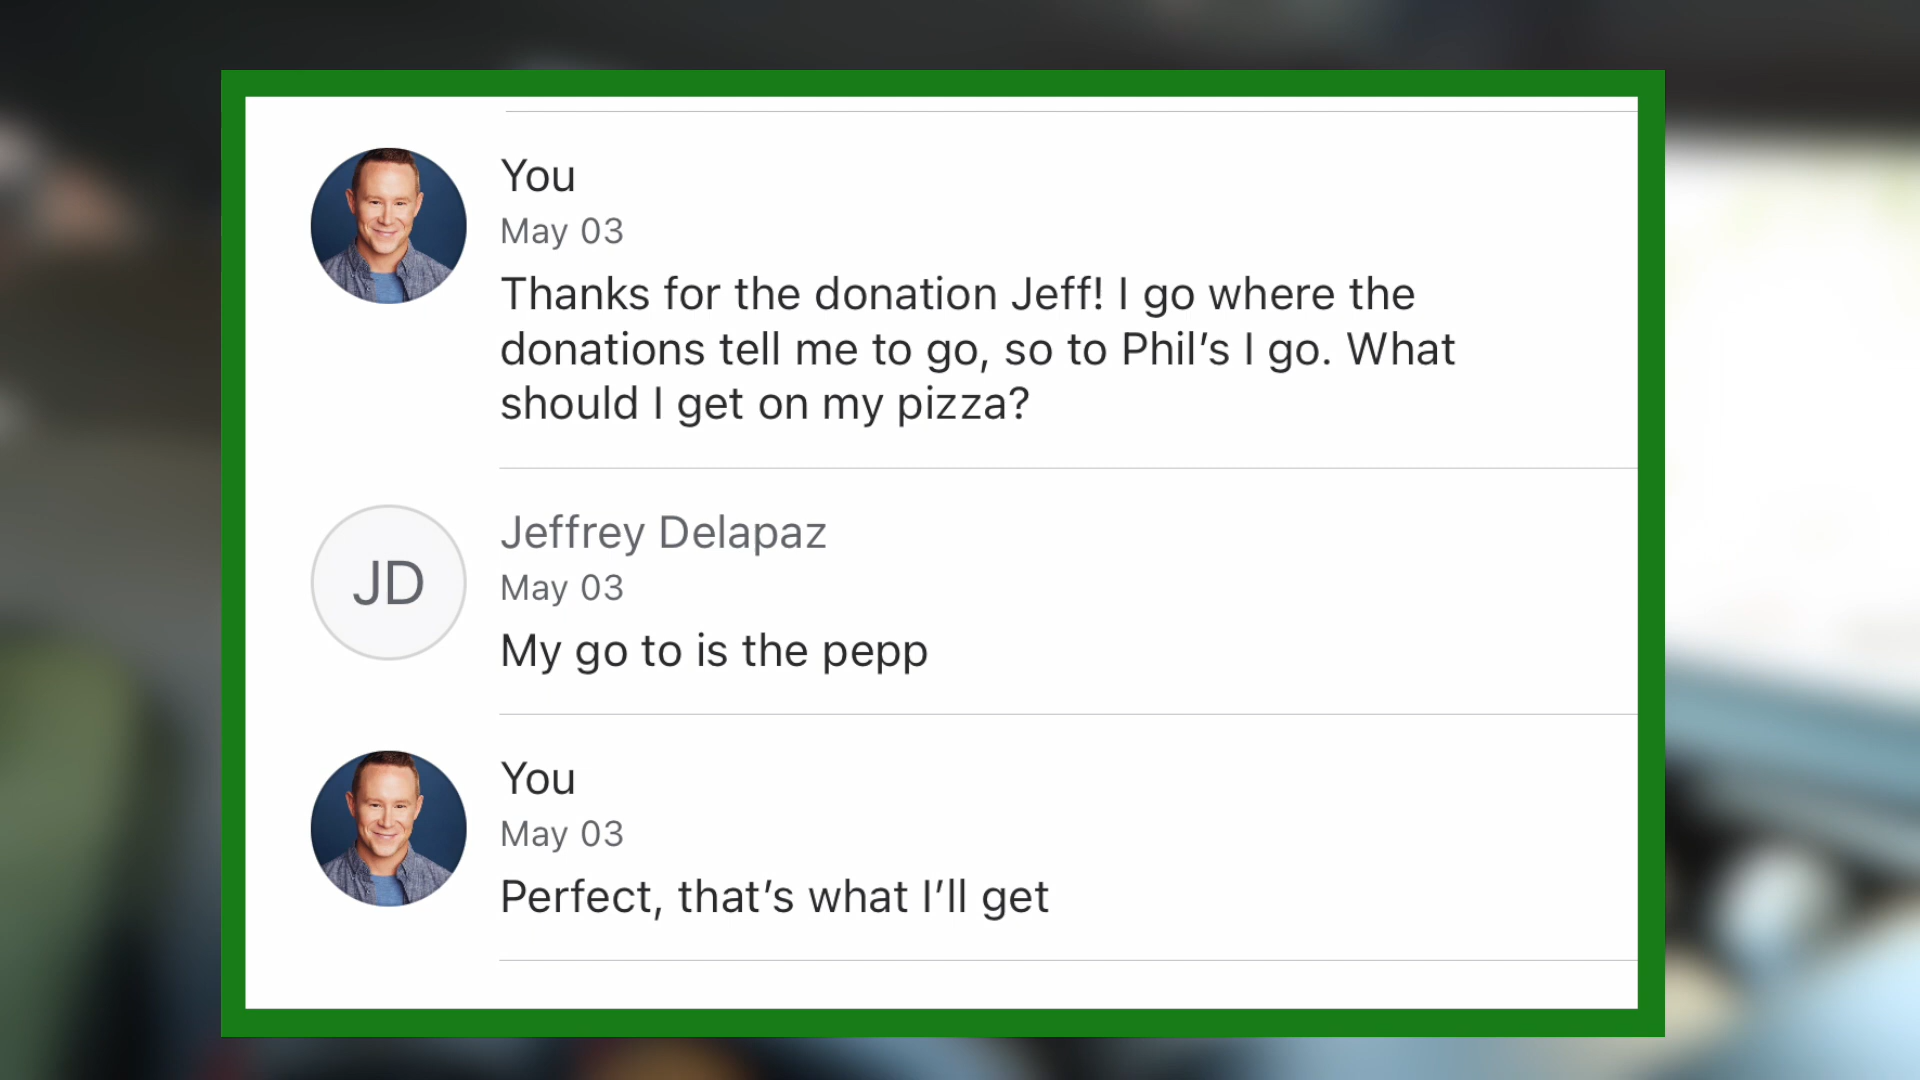 You
May 03
Thanks for the donation Jeff! I go where the
donations tell me to go, so to Phil’s I go. What
should I get on my pizza?
JD
Jeffrey Delapaz
May 03
My go to is the pepp
You
May 03
Perfect, that’s what I’ll get